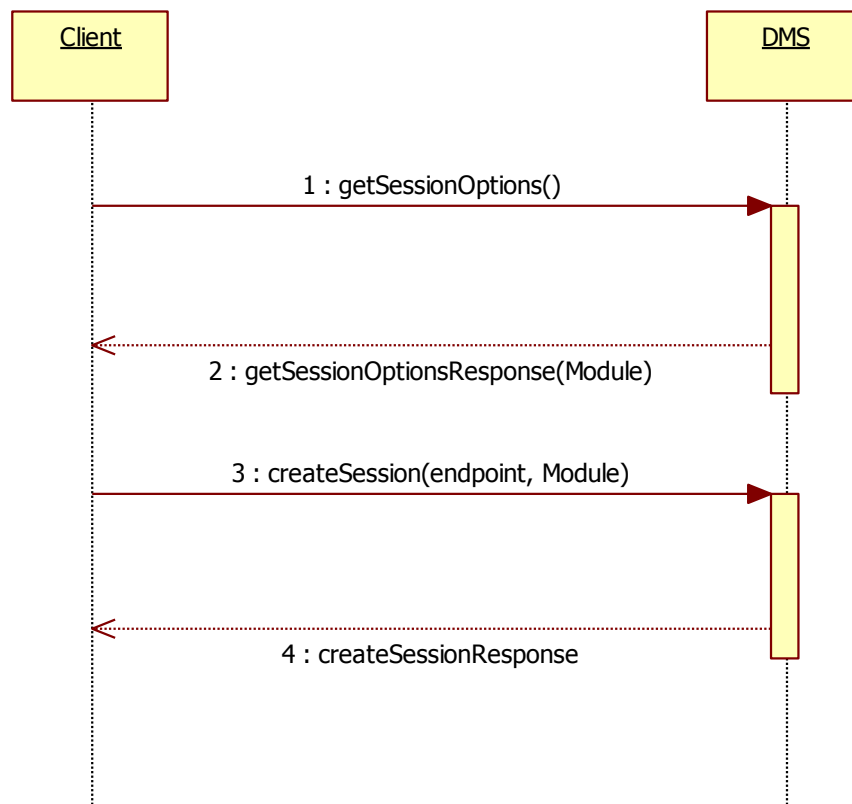 Client
DMS
1 : getSessionOptions()
2 : getSessionOptionsResponse(Module)
3 : createSession(endpoint, Module)
4 : createSessionResponse